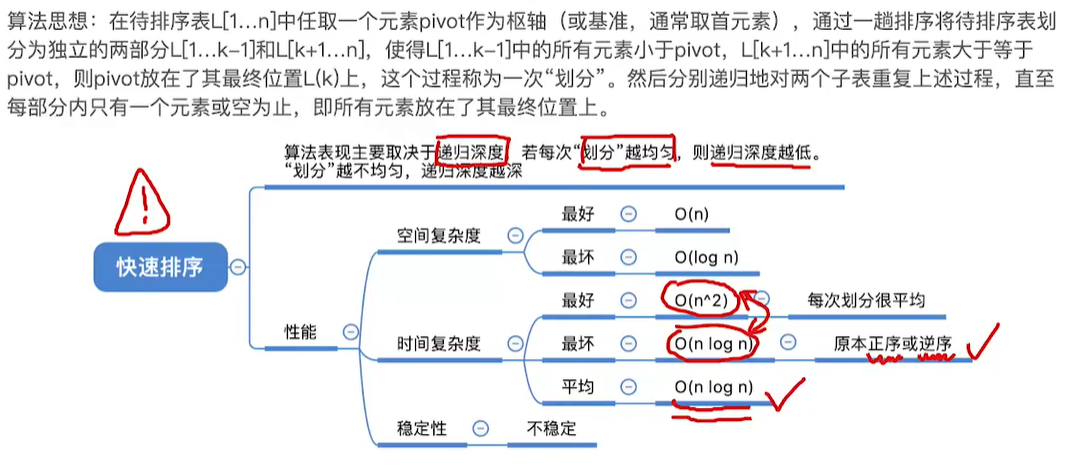 算法思想：在待排序表L[1…n]中任取一个元素pivot作为枢轴（或基准，通常取首元素），通过一趟排序将待排序表划
分为独立的两部分L[1…k−1]和L[k+1…n]，使得L[1…k−1]中的所有元素小于pivot，L[k+1…n]中的所有元素大于等于
pivot，则pivot放在了其最终位置L(k)上，这个过程称为一次“划分”。然后分别递归地对两个子表重复上述过程，直至
每部分内只有一个元素或空为止，即所有元素放在了其最终位置上。
算法表现主要取决于递归深度，若每次“划分”越均匀，则递归深度越低。
“划分”越不均匀，递归深度越深
快速排序
性能
空间复杂度
最好
O(n)
最坏
O(log n)
时间复杂度
最好
O(n^2)
每次划分很平均
最坏
O(n log n)
原本正序或逆序
平均
O(n log n)
稳定性
不稳定